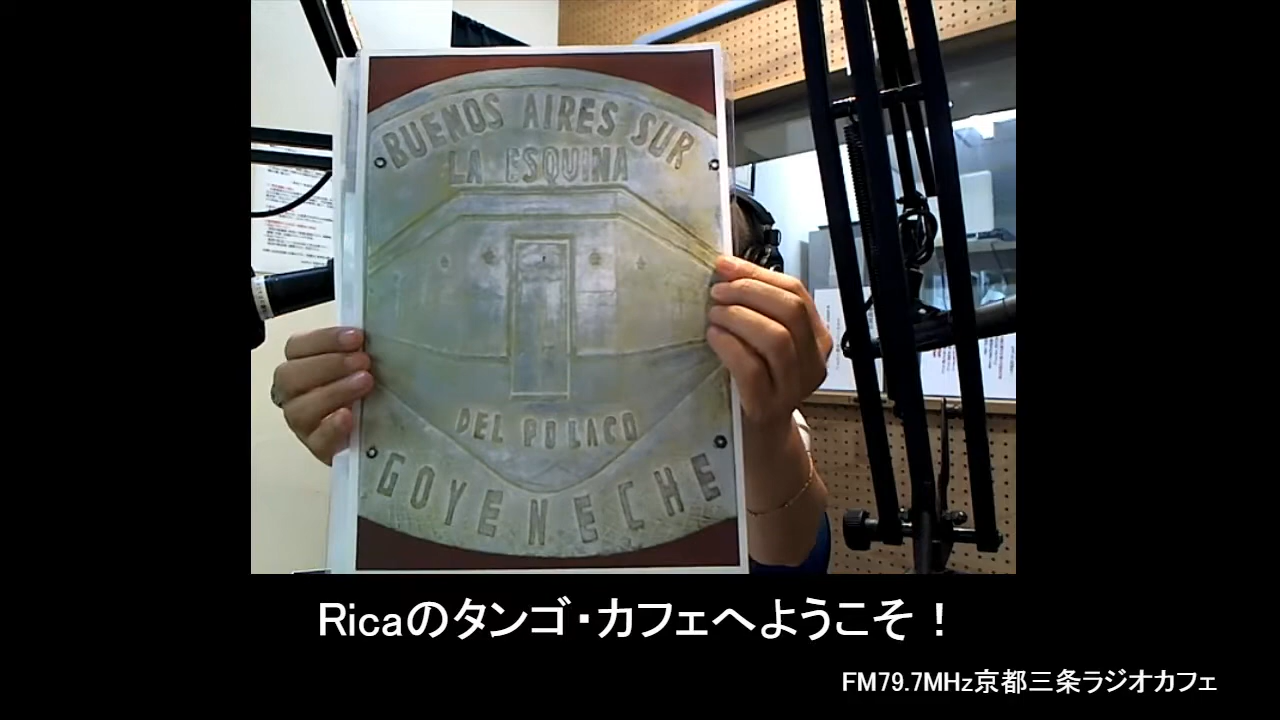 BUENOS AIRES SUR
LA ESQUINA
DEL POLACO
GOYENECHE
Ricaのタンゴ・カフェへようこそ！
FM79.7MHz京都三条ラジオカフェ